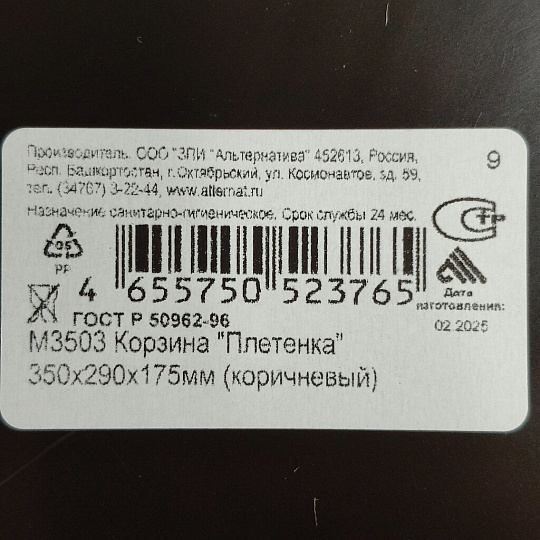 Производитель: ООО "ЗПИ "Альтернатива" 452613, Россия,
Респ. Башкортостан, г.Октябрьский, ул. Космонавтов, зд. 59,
тел. (34767) 3-22-44, www.alternat.ru
9
Назначение санитарно-гигиеническое. Срок службы 24 мес.
05
PP
4 655750 523765
Дата
изготовления:
02.2025
ГОСТ Р 50962-96
М3503 Корзина "Плетенка"
350х290х175мм (коричневый)